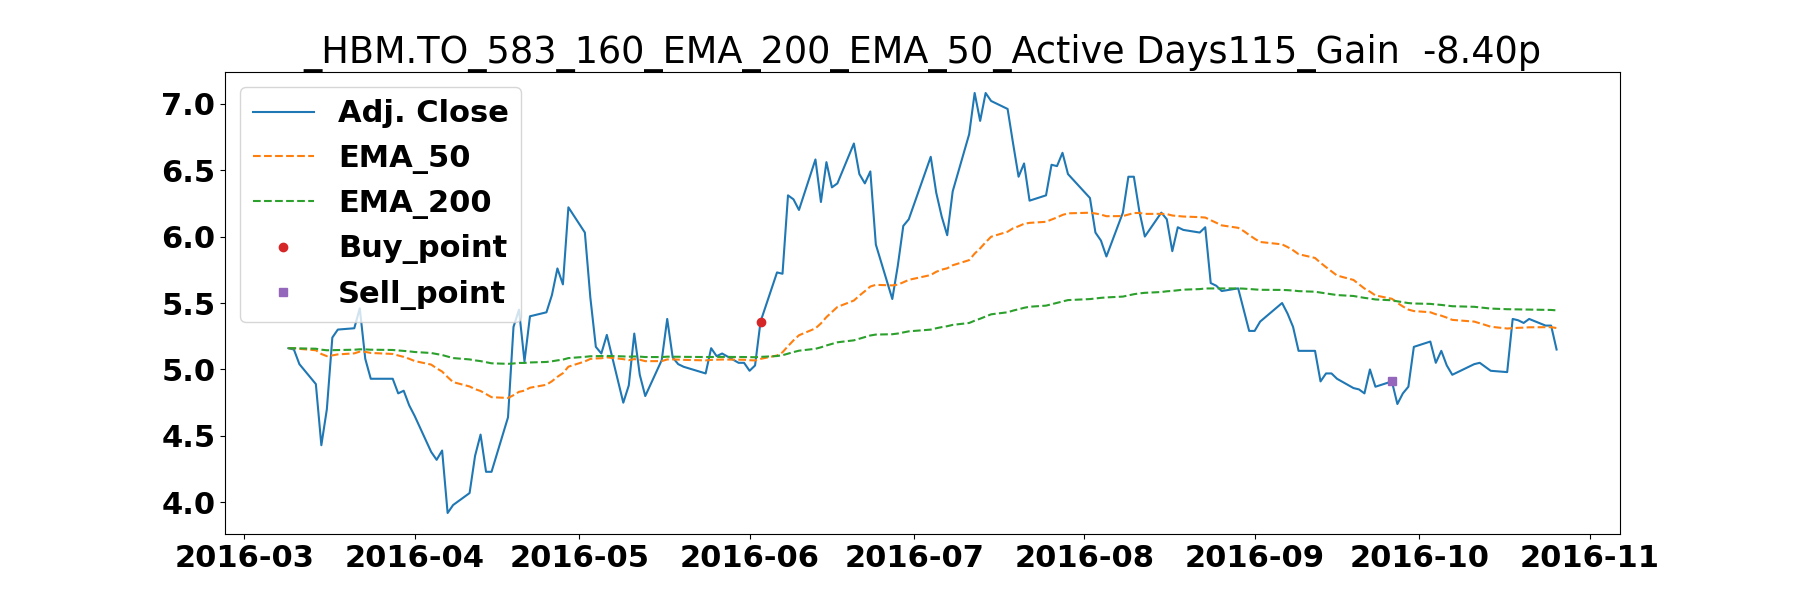 _HBM.TO_583_160_EMA_200_EMA_50_Active Days115_Gain  -8.40p
7.0
6.5
6.0
5.5
5.0
4.5
4.0
Adj. Close
EMA_50
EMA_200
Buy_point
Sell_point
2016-03 2016-04 2016-05 2016-06 2016-07 2016-08 2016-09 2016-10 2016-11